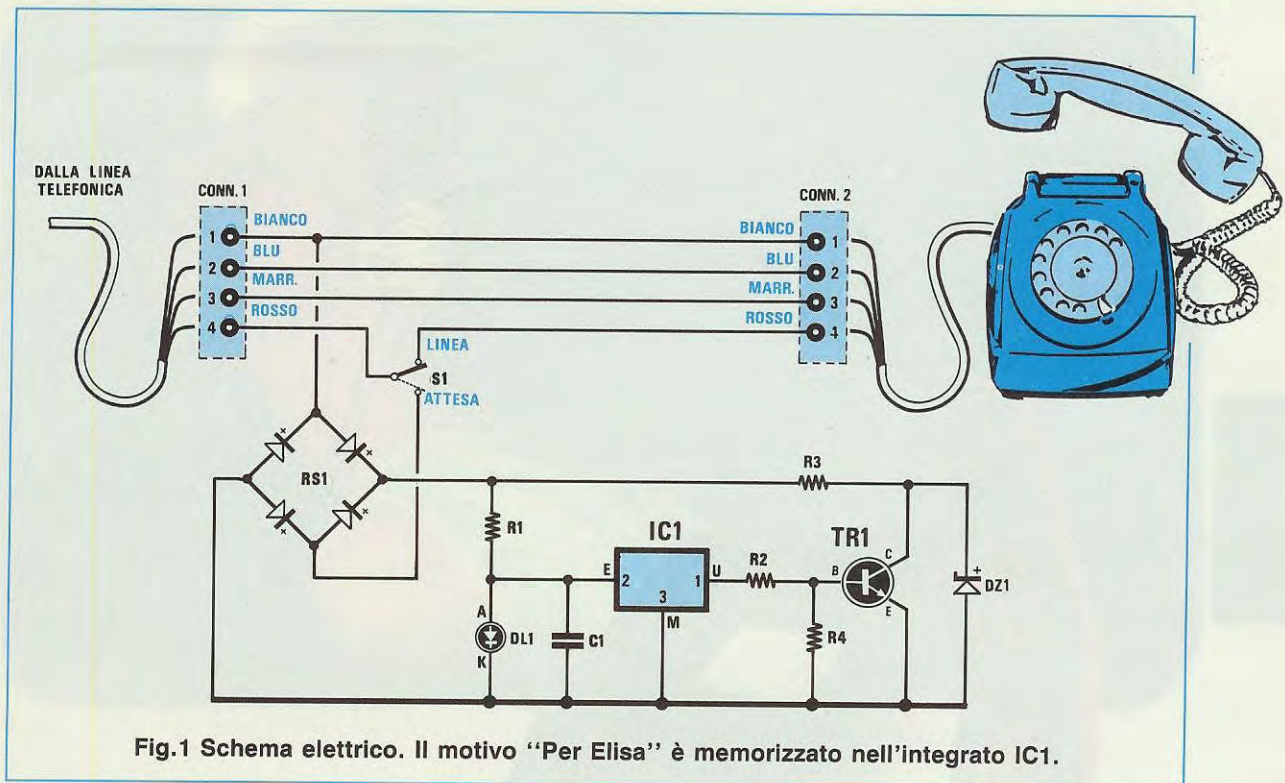 DALLA LINEA
TELEFONICA
CONN. 1
BIANCO
1
BLU
2
MARR.
3
ROSSO
4
CONN. 2
BIANCO
1
BLU
2
MARR.
3
ROSSO
4
LINEA
S1
ATTESA
RS1
R3
R1
IC1
E
2
1
U
3
M
R2
TR1
B
C
E
DZ1
A
DL1
K
C1
R4
Fig.1 Schema elettrico. Il motivo "Per Elisa" è memorizzato nell'integrato IC1.